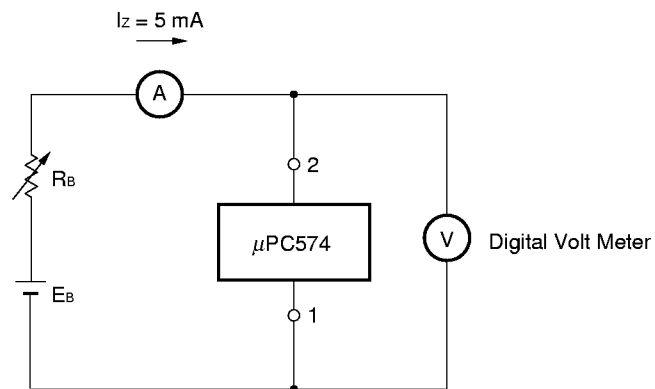 IZ = 5 mA
A
2
RB
µPC574
V
Digital Volt Meter
EB
1